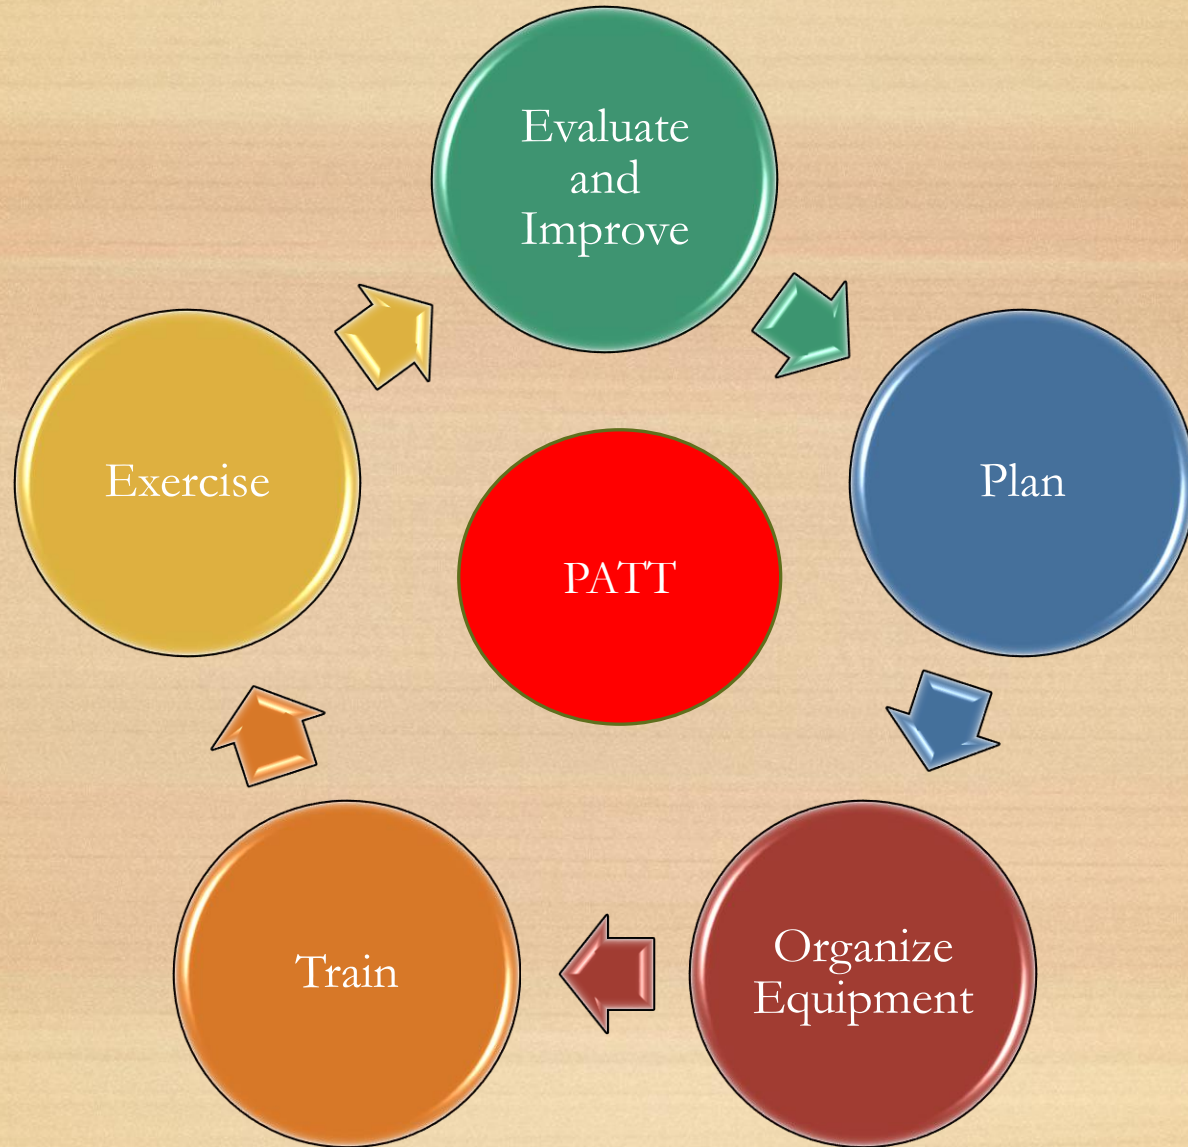 Evaluate
and
Improve
Plan
Organize
Equipment
Train
Exercise
PATT